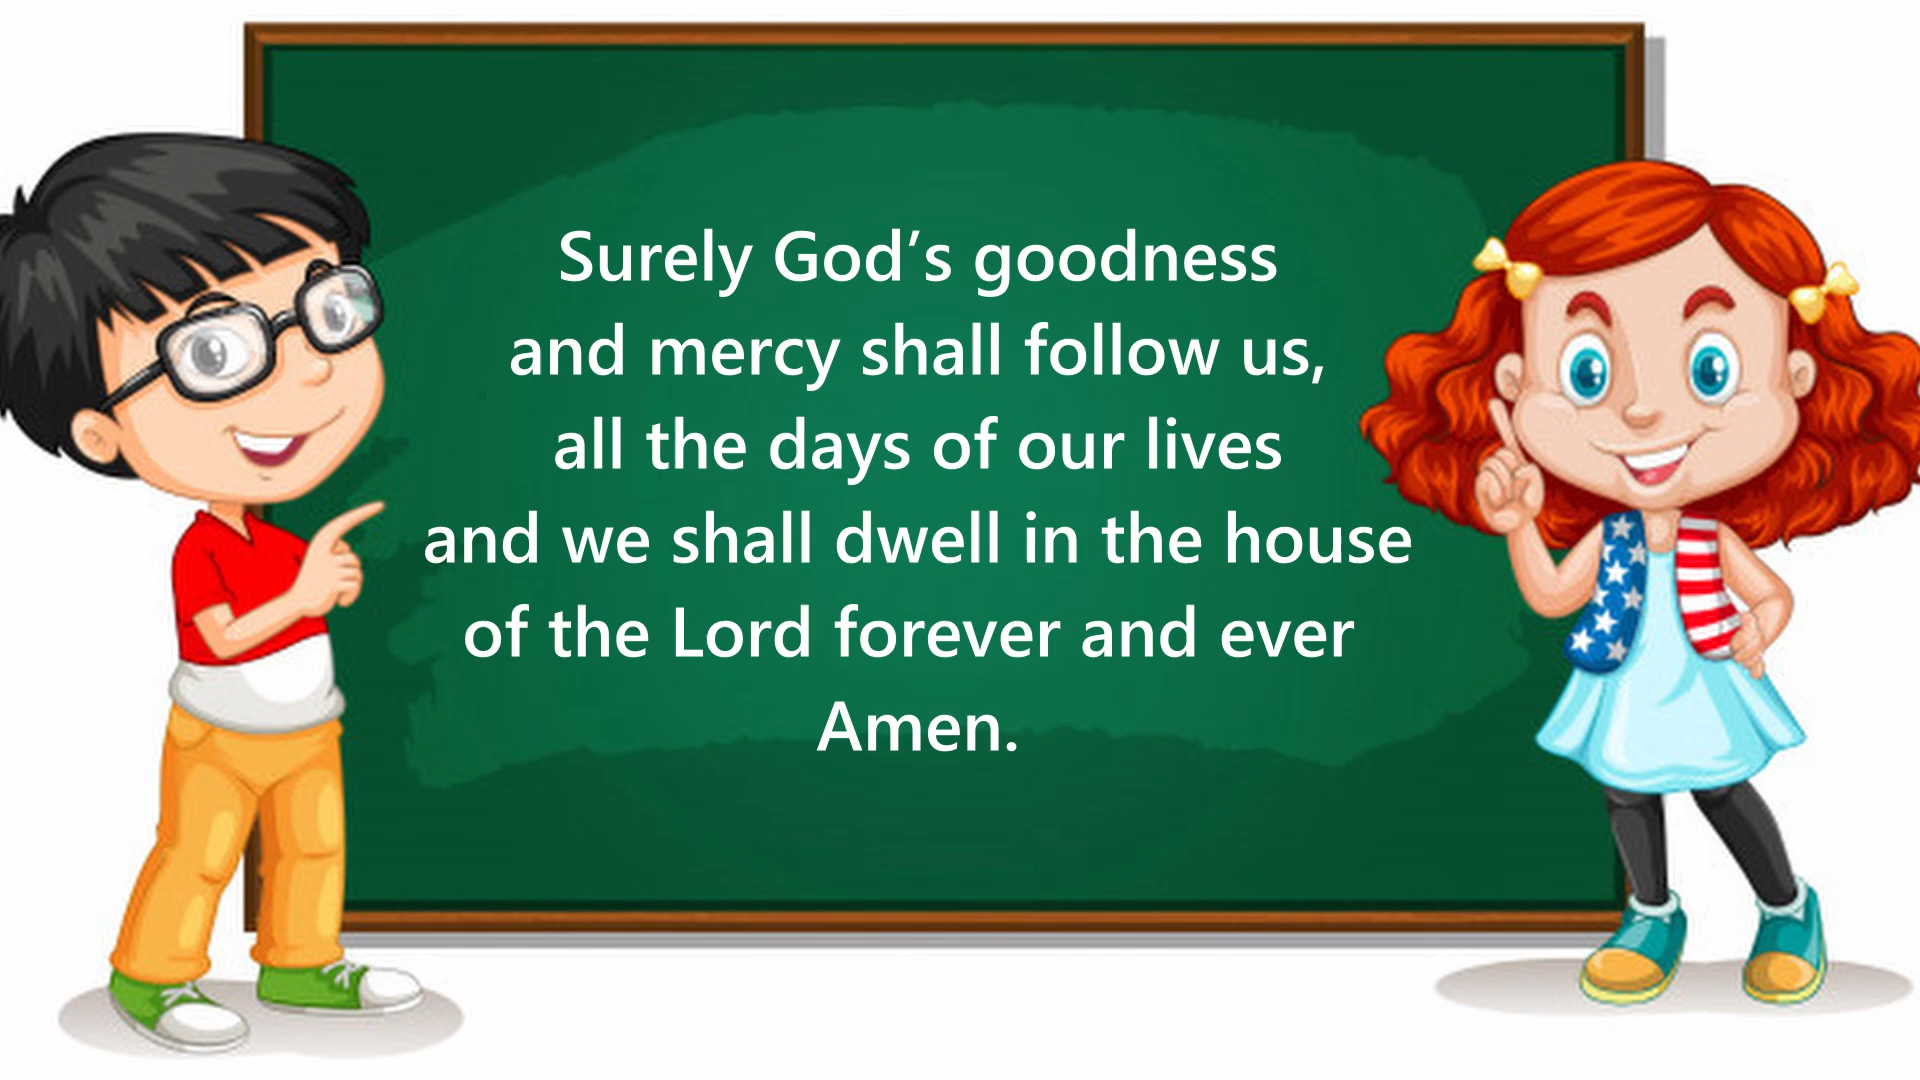 Surely God’s goodness
and mercy shall follow us,
all the days of our lives
and we shall dwell in the house
of the Lord forever and ever
Amen.